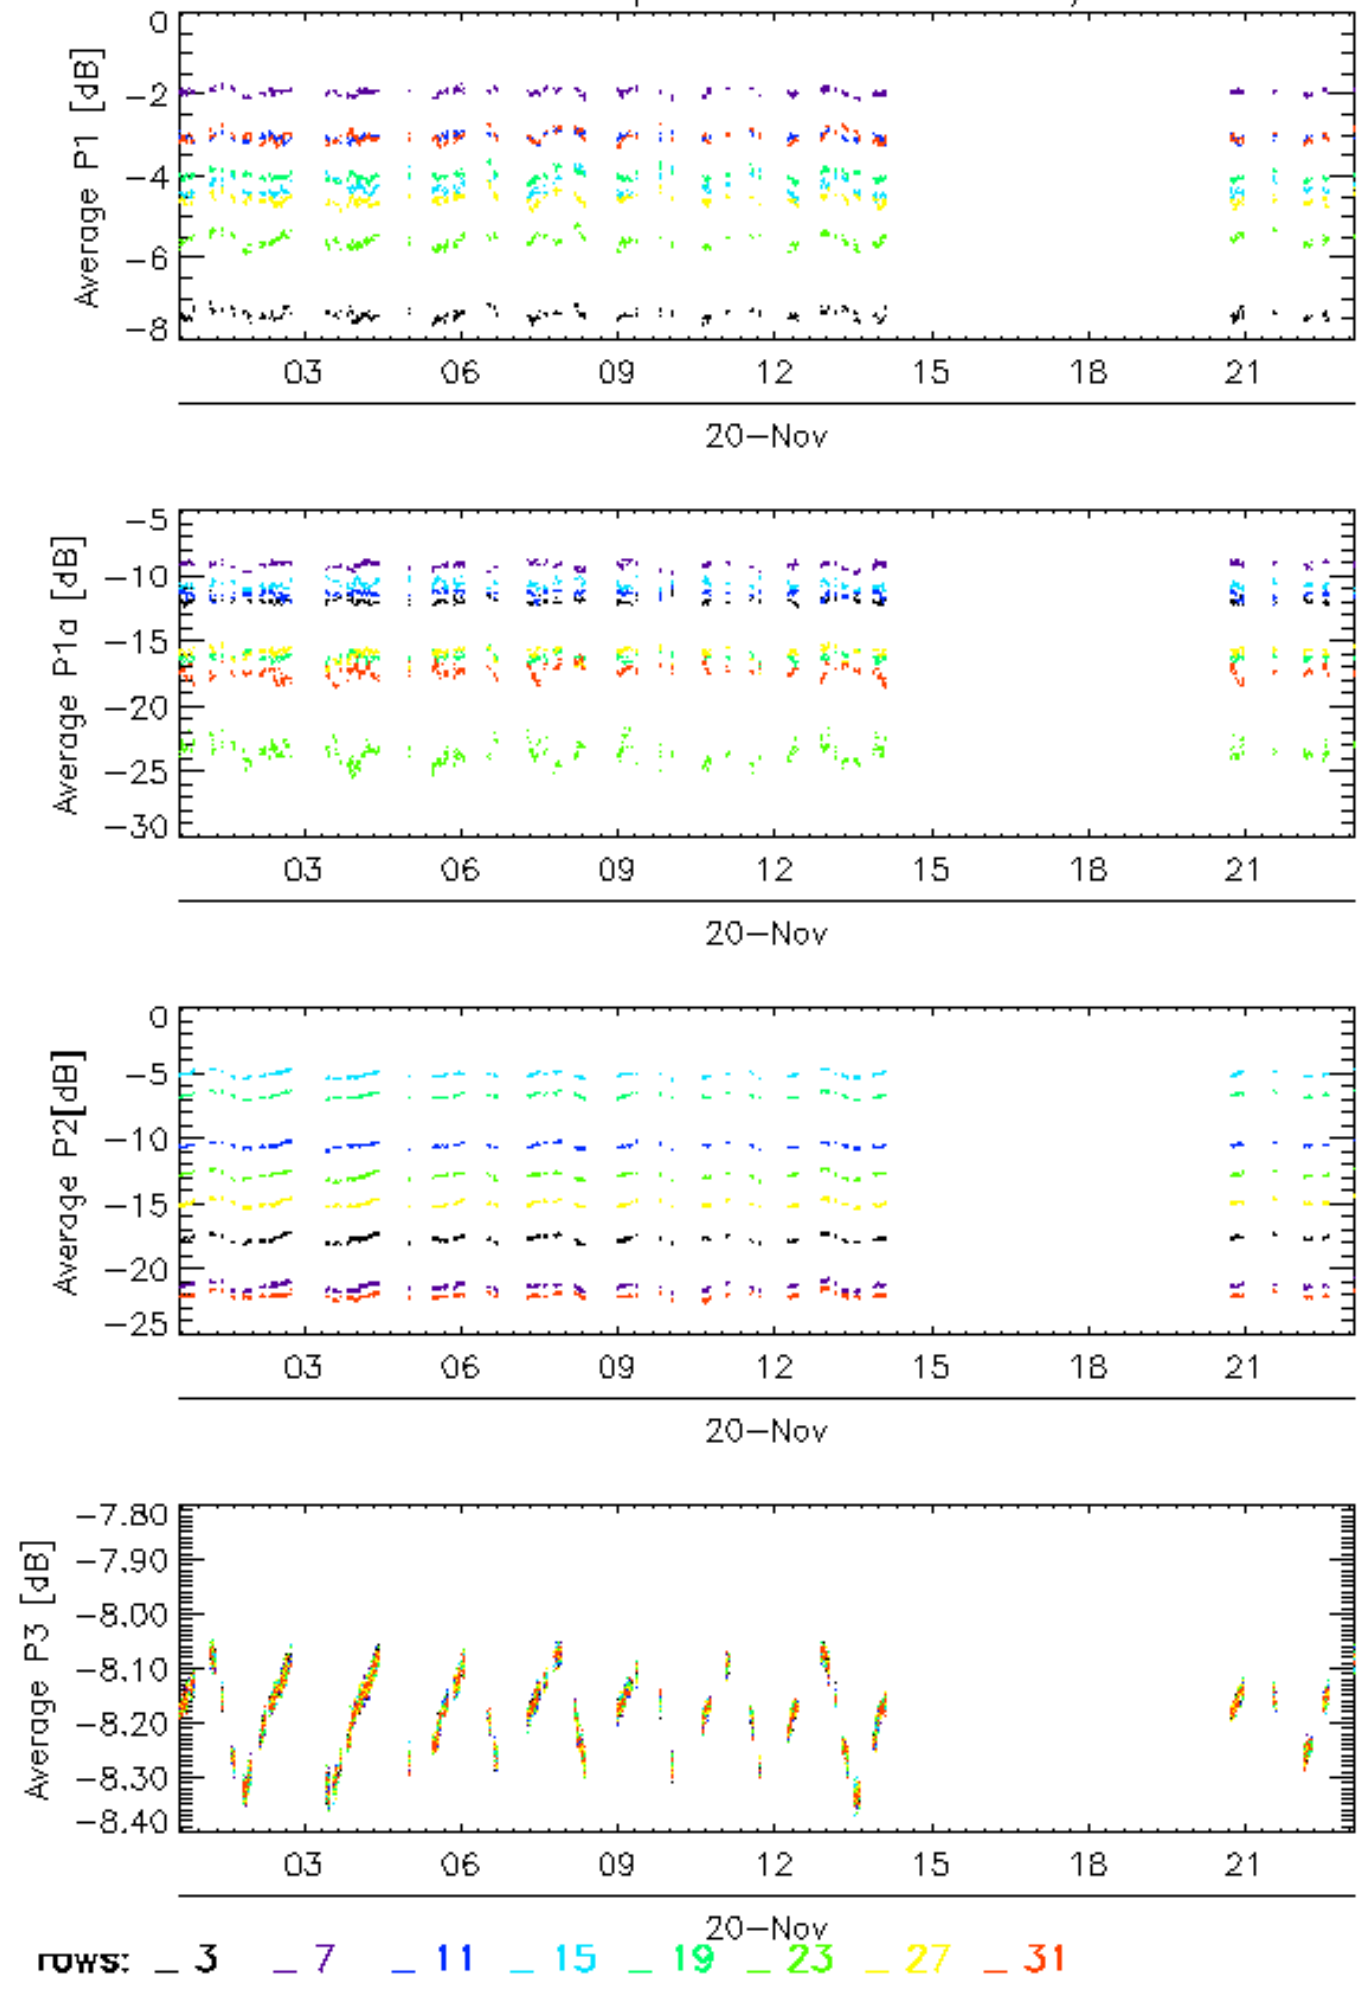 0
-2
-4
-6
-8
Average P1 [dB]
03 06 09 12 15 18 21
20-Nov
-5
-10
-15
-20
-25
-30
Average P1a [dB]
03 06 09 12 15 18 21
20-Nov
0
-5
-10
-15
-20
-25
Average P2[dB]
03 06 09 12 15 18 21
20-Nov
-7.80
-7.90
-8.00
-8.10
-8.20
-8.30
-8.40
Average P3 [dB]
03 06 09 12 15 18 21
20-Nov
rows: _ 3 _ 7 _ 11 _ 15 _ 19 _ 23 _ 27 _ 31